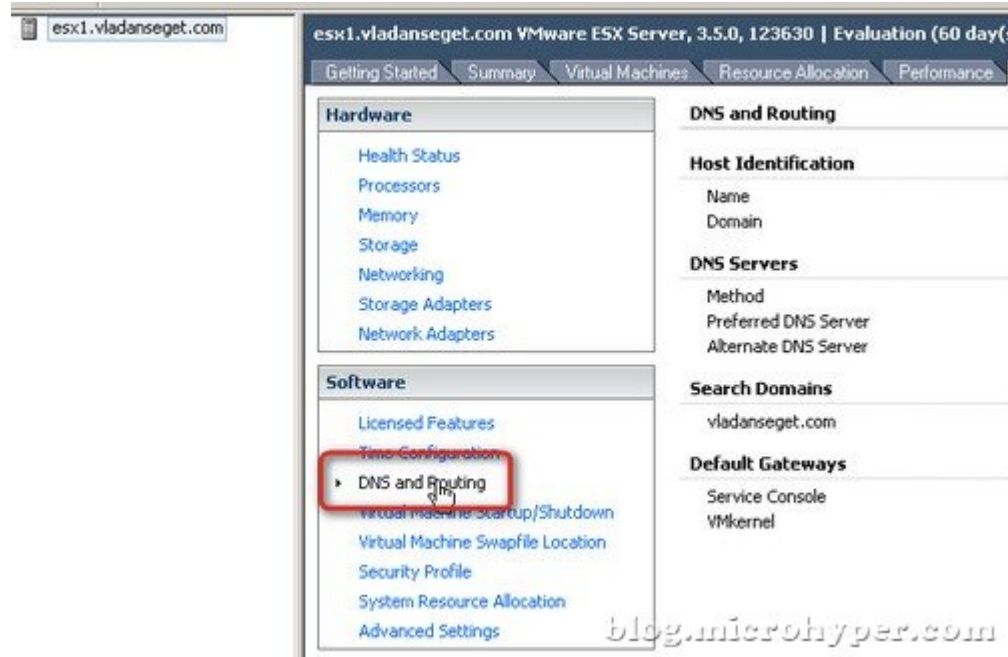 esx1.vladanseget.com
esx1.vladanseget.com VMware ESX Server, 3.5.0, 123630 | Evaluation (60 day(
Getting Started Summary Virtual Machines Resource Allocation Performance
Hardware
Health Status
Processors
Memory
Storage
Networking
Storage Adapters
Network Adapters
Software
Licensed Features
Time Configuration
DNS and Routing
Virtual Machine Startup/Shutdown
Virtual Machine Swapfile Location
Security Profile
System Resource Allocation
Advanced Settings
DNS and Routing
Host Identification
Name
Domain
DNS Servers
Method
Preferred DNS Server
Alternate DNS Server
Search Domains
vladanseget.com
Default Gateways
Service Console
VMkernel
blog.microhyper.com